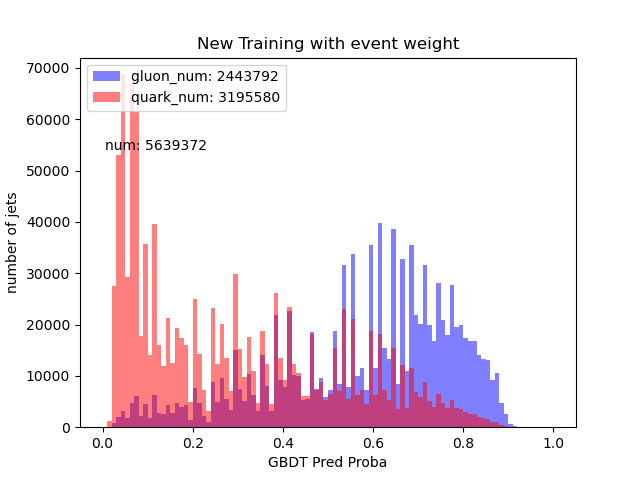 New Training with event weight
gluon_num: 2443792
quark_num: 3195580
num: 5639372
number of jets
70000
60000
50000
40000
30000
20000
10000
0
0.0 0.2 0.4 0.6 0.8 1.0
GBDT Pred Proba